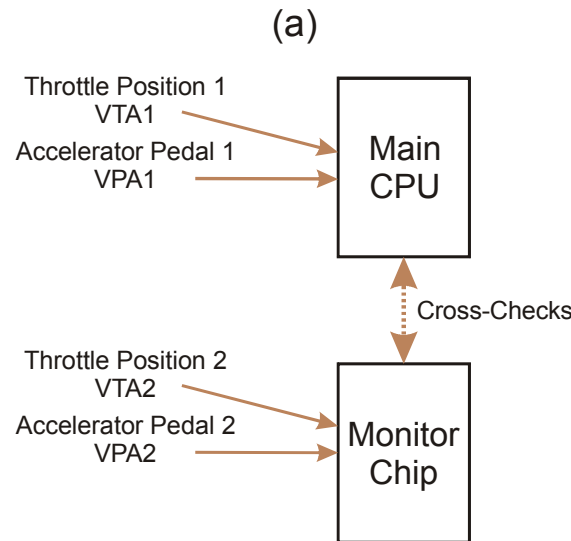 (a)
Throttle Position 1
VTA1
Accelerator Pedal 1
VPA1
Main
CPU
Cross-Checks
Throttle Position 2
VTA2
Accelerator Pedal 2
VPA2
Monitor
Chip